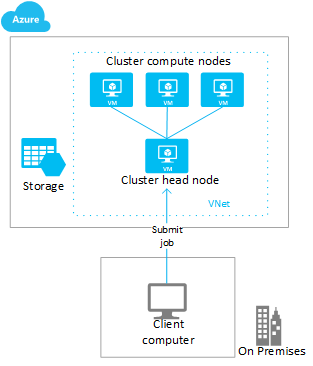 Azure
Cluster compute nodes
VM
VM
VM
VM
Cluster head node
Storage
VNet
Submit
job
Client
computer
On Premises